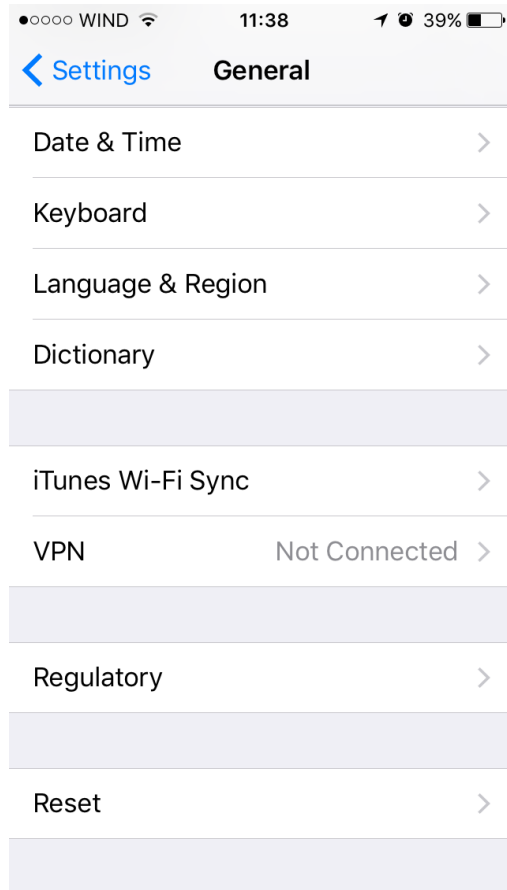 WIND 11:38 39%
Settings General
Date & Time
Keyboard
Language & Region
Dictionary
iTunes Wi-Fi Sync
VPN Not Connected
Regulatory
Reset